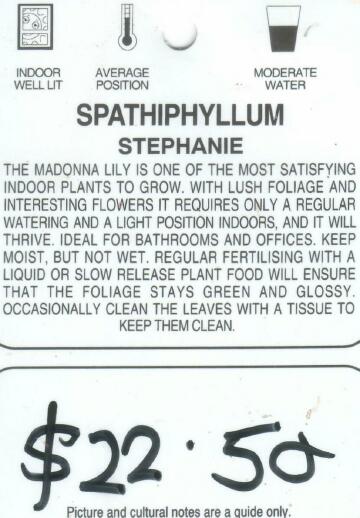 INDOOR AVERAGE MODERATE
WELL LIT POSITION WATER
SPATHIPHYLLUM
STEPHANIE
THE MADONNA LILY IS ONE OF THE MOST SATISFYING
INDOOR PLANTS TO GROW. WITH LUSH FOLIAGE AND
INTERESTING FLOWERS IT REQUIRES ONLY A REGULAR
WATERING AND A LIGHT POSITION INDOORS, AND IT WILL
THRIVE. IDEAL FOR BATHROOMS AND OFFICES. KEEP
MOIST, BUT NOT WET. REGULAR FERTILISING WITH A
LIQUID OR SLOW RELEASE PLANT FOOD WILL ENSURE
THAT THE FOLIAGE STAYS GREEN AND GLOSSY.
OCCASIONALLY CLEAN THE LEAVES WITH A TISSUE TO
KEEP THEM CLEAN.
$22.50
Picture and cultural notes are a guide only.